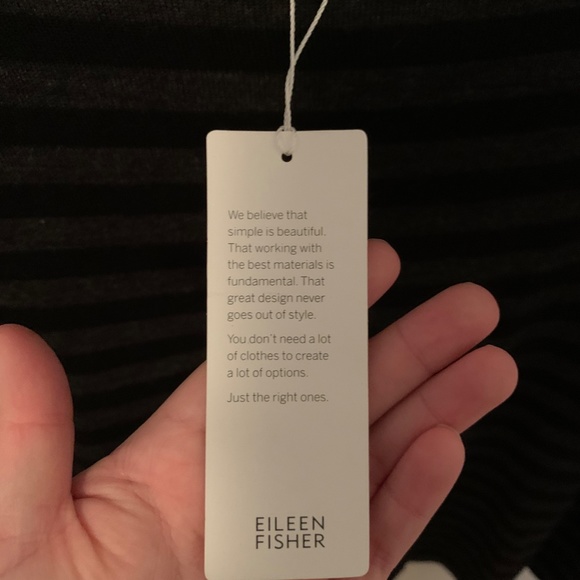 We believe that
simple is beautiful.
That working with
the best materials is
fundamental. That
great design never
goes out of style.
You don't need a lot
of clothes to create
a lot of options.
Just the right ones.
EILEEN
FISHER